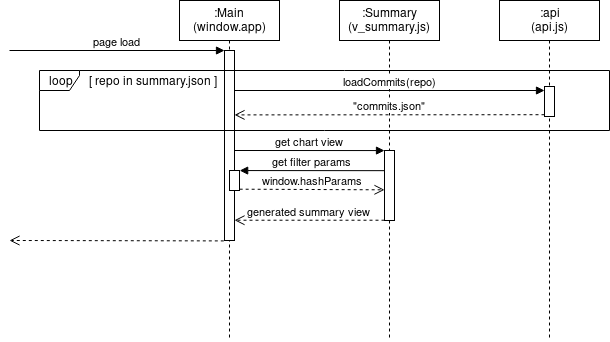 :Main
(window.app)
:Summary
(v_summary.js)
:api
(api.js)
page load
loop
[ repo in summary.json ]
loadCommits(repo)
"commits.json"
get chart view
get filter params
window.hashParams
generated summary view